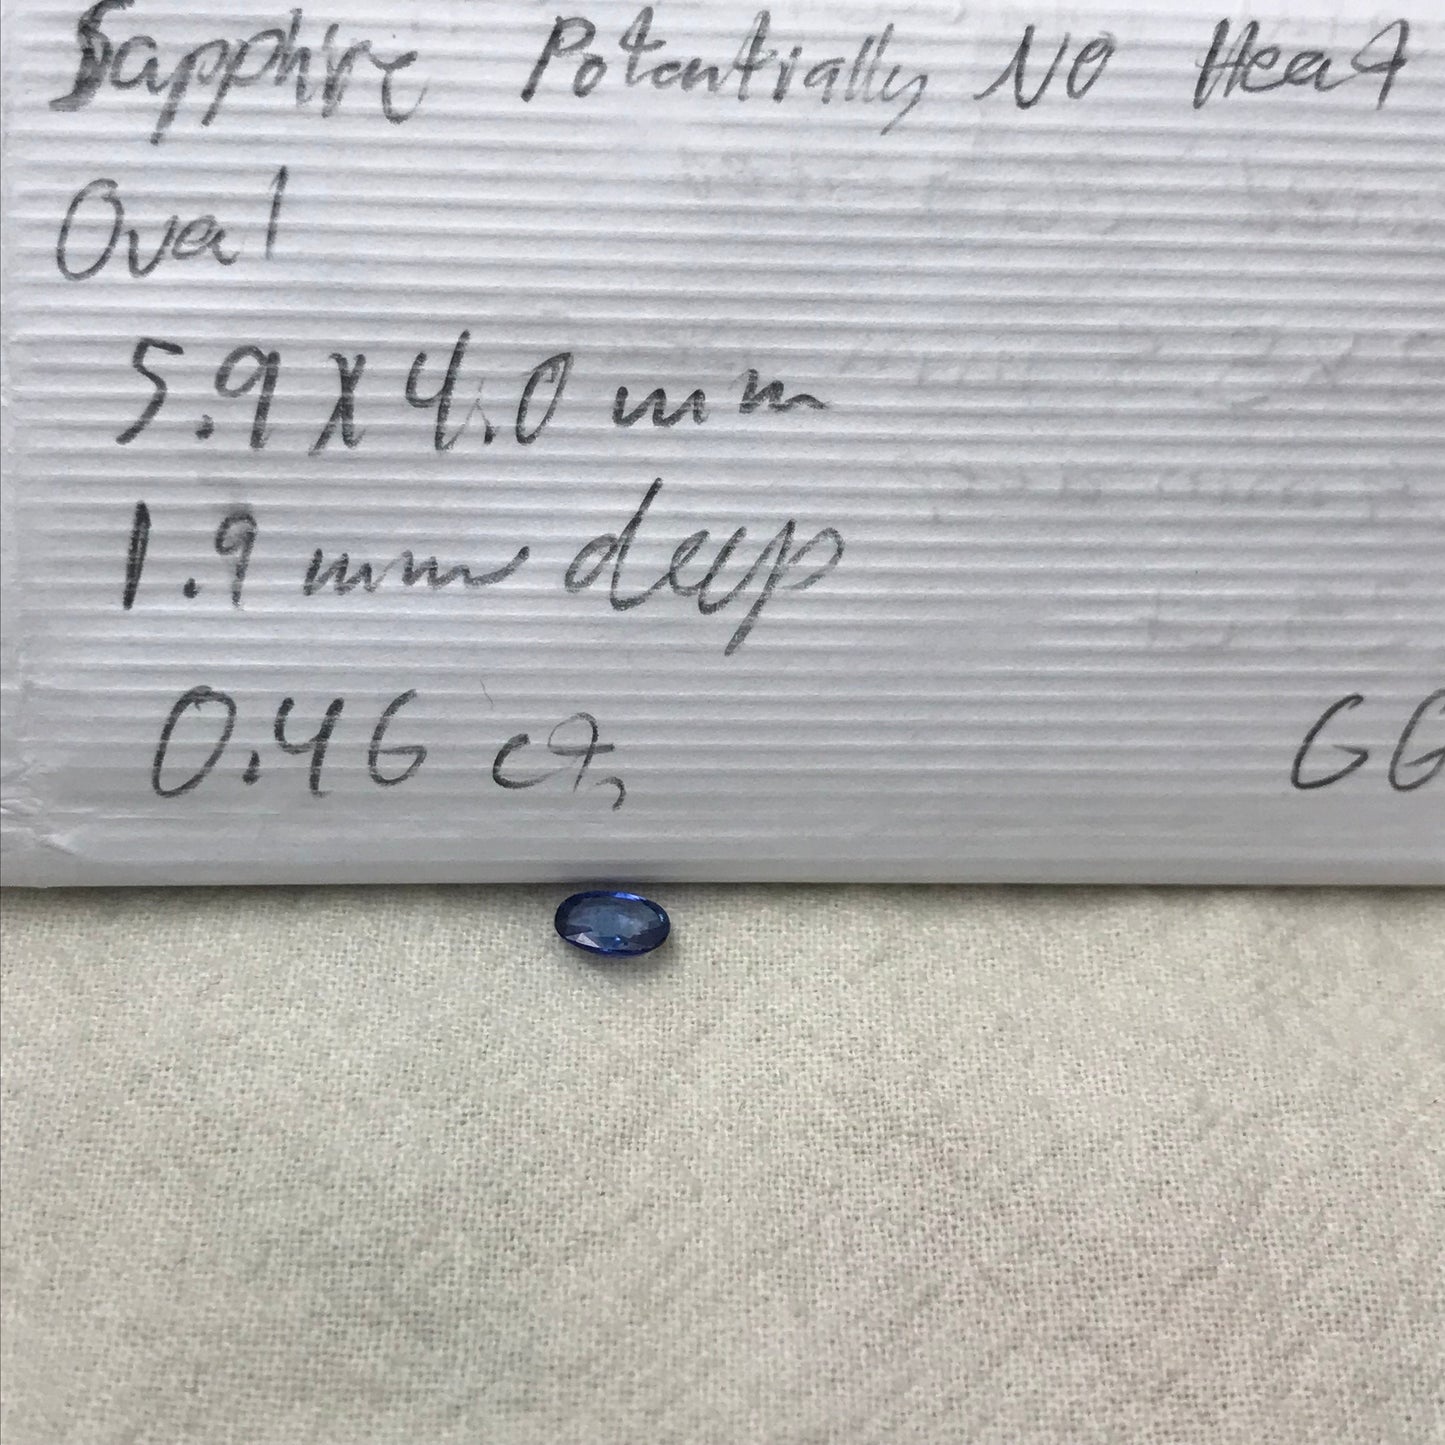 Sapphire Potentially No Heat
Oval
5.9 X 4.0 mm
1.9 mm deep
0.46 ct, GG